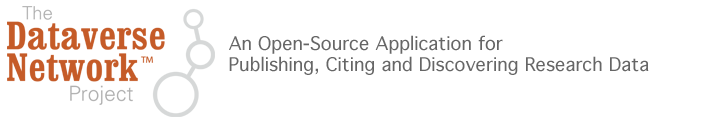 The
Dataverse
Network™
Project
An Open-Source Application for
Publishing, Citing and Discovering Research Data